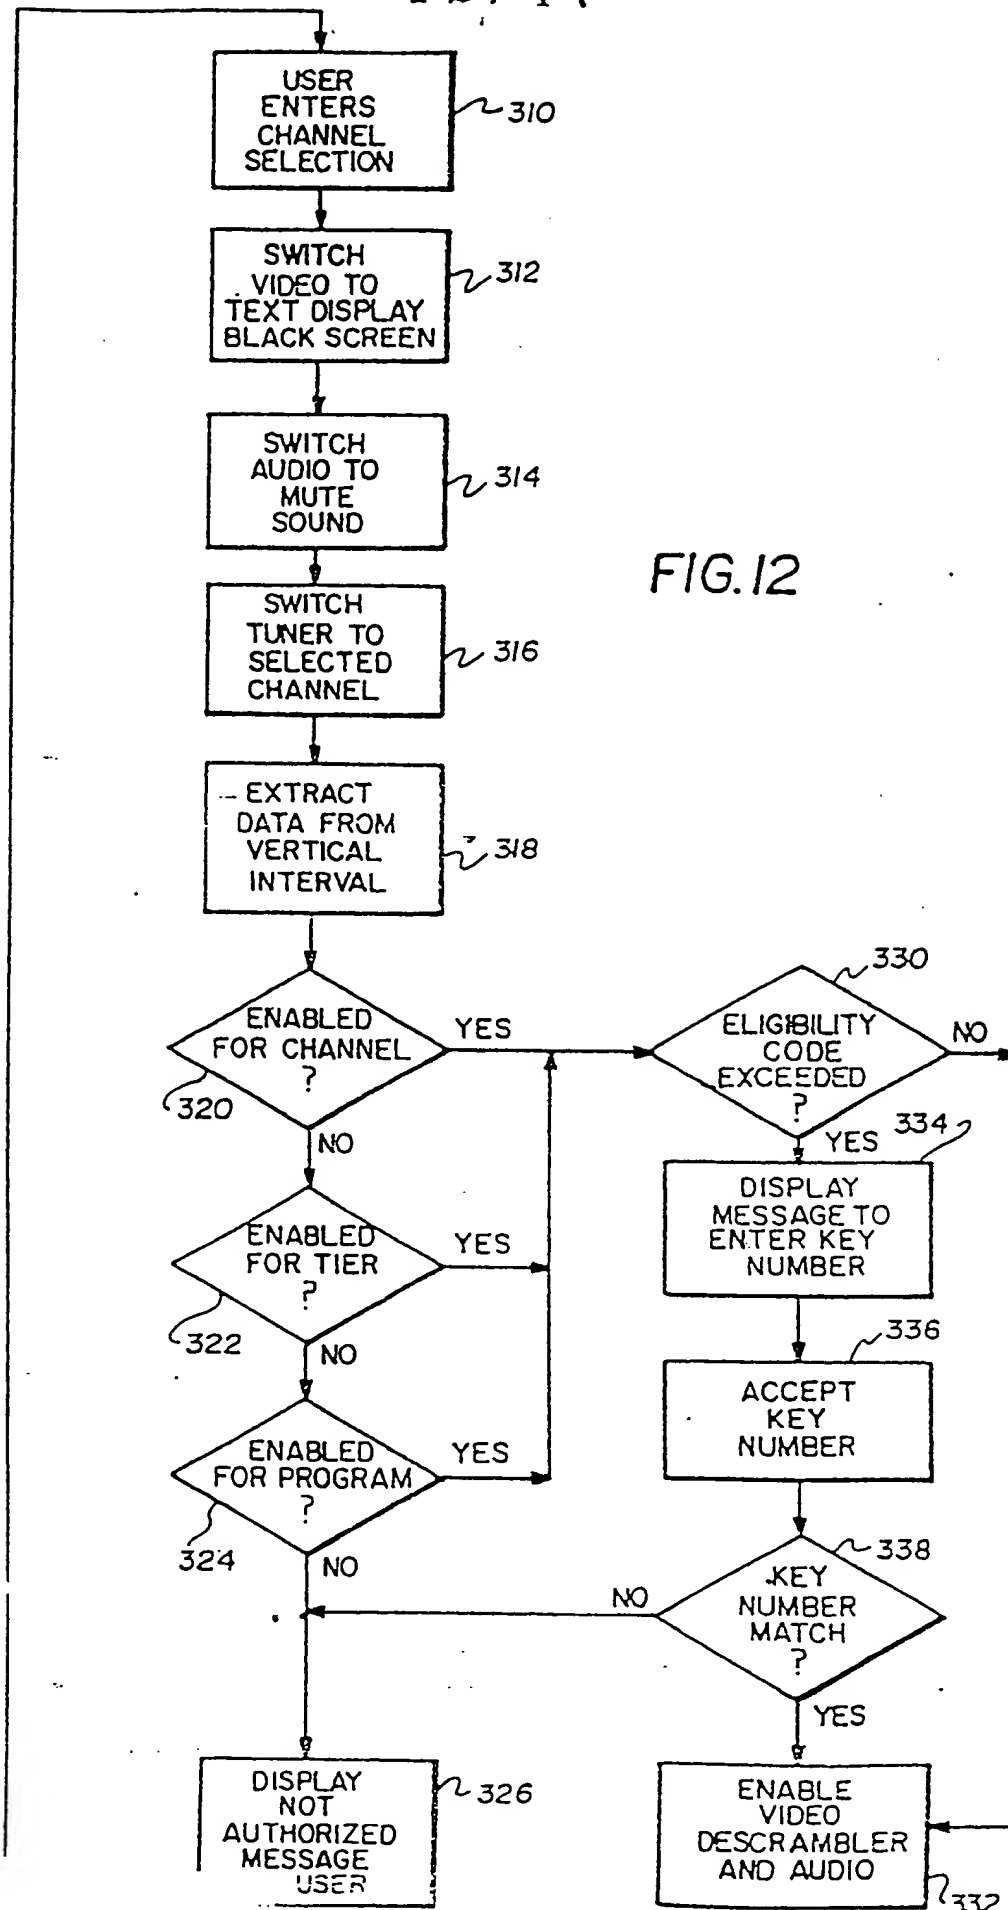 USER
ENTERS
CHANNEL
SELECTION
310
SWITCH
VIDEO TO
TEXT DISPLAY
BLACK SCREEN
312
SWITCH
AUDIO TO
MUTE
SOUND
314
FIG.12
SWITCH
TUNER TO
SELECTED
CHANNEL
316
EXTRACT
DATA FROM
VERTICAL
INTERVAL
318
ENABLED
FOR CHANNEL
?
320
YES
NO
ENABLED
FOR TIER
?
322
YES
NO
ENABLED
FOR PROGRAM
?
324
YES
NO
DISPLAY
NOT
AUTHORIZED
MESSAGE
USER
326
ELIGIBILITY
CODE
EXCEEDED
?
330
NO
YES
DISPLAY
MESSAGE TO
ENTER KEY
NUMBER
334
ACCEPT
KEY
NUMBER
336
KEY
NUMBER
MATCH
?
338
NO
YES
ENABLE
VIDEO
DESCRAMBLER
AND AUDIO
332